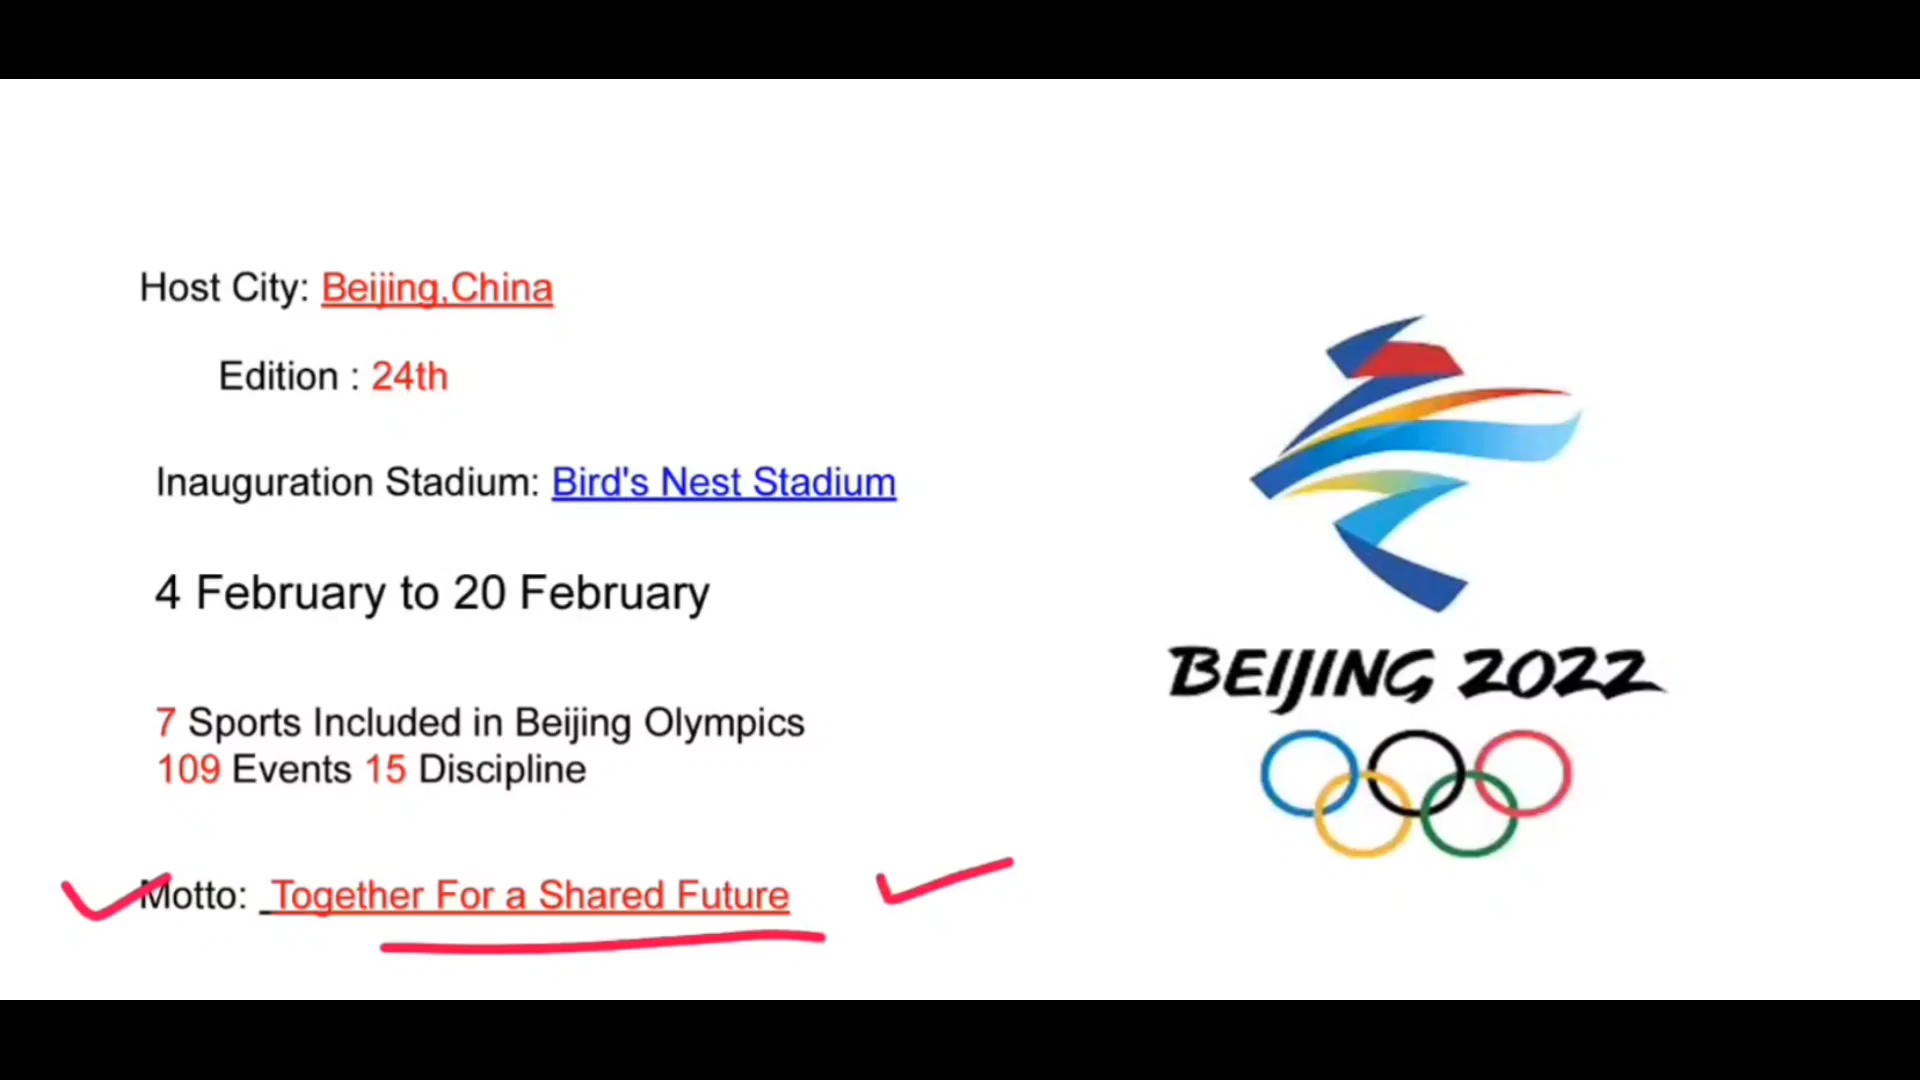 Host City: Beijing,China
Edition : 24th
Inauguration Stadium: Bird's Nest Stadium
4 February to 20 February
7 Sports Included in Beijing Olympics
109 Events 15 Discipline
Motto: _Together For a Shared Future
BEIJING 2022